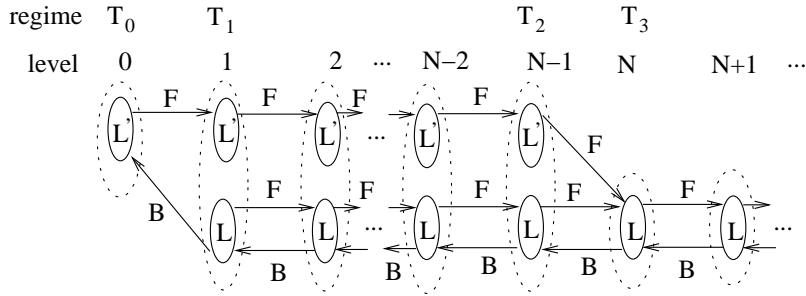 regime T0 T1 T2 T3
level 0 1 2 ... N−2 N−1 N N+1 ...
F F F F
L' L' L' ... L' L' F
F F F F F
B L L ... L L L L ...
B B B B B